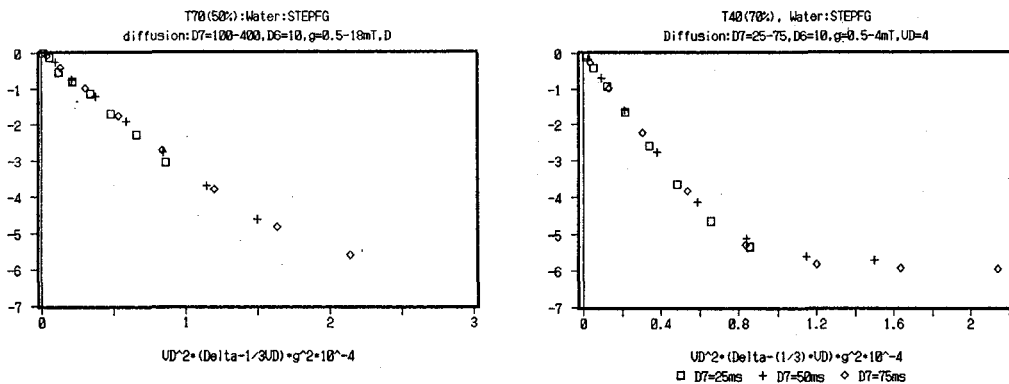 T70(50%):Water:STEPFG
diffusion:D7=100-400,D6=10,g=0.5-18mT,D
0
-1
-2
-3
-4
-5
-6
-7
0
1
2
3
VD^2*(Delta-1/3VD)*g^2*10^-4
T40(70%), Water:STEPFG
Diffusion:D7=25-75,D6=10,g=0.5-4mT,VD=4
0
-1
-2
-3
-4
-5
-6
-7
0
0.4
0.8
1.2
1.6
2
VD^2*(Delta-(1/3)*VD)*g^2*10^-4
D7=25ms
D7=50ms
D7=75ms